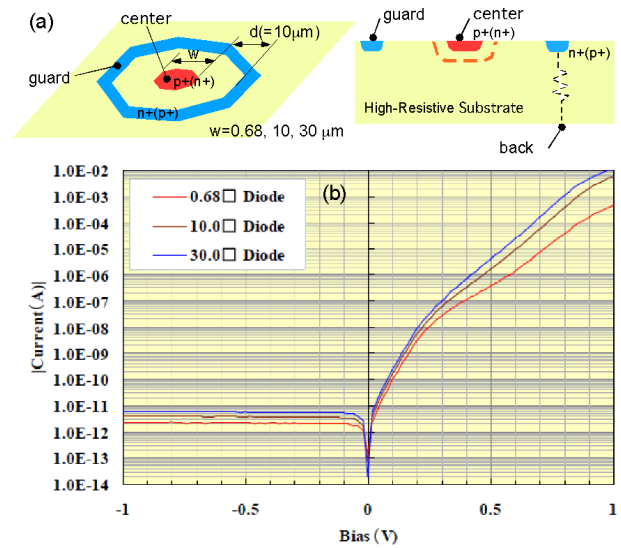 (a)
center
d(=10μm)
w
guard
p+(n+)
n+(p+)
w=0.68, 10, 30 μm
guard
center
p+(n+)
n+(p+)
High-Resistive Substrate
back
(b)
1.0E-02
1.0E-03
1.0E-04
1.0E-05
1.0E-06
1.0E-07
1.0E-08
1.0E-09
1.0E-10
1.0E-11
1.0E-12
1.0E-13
1.0E-14
|Current(A)|
0.68□ Diode
10.0□ Diode
30.0□ Diode
-1
-0.5
0
0.5
1
Bias(V)